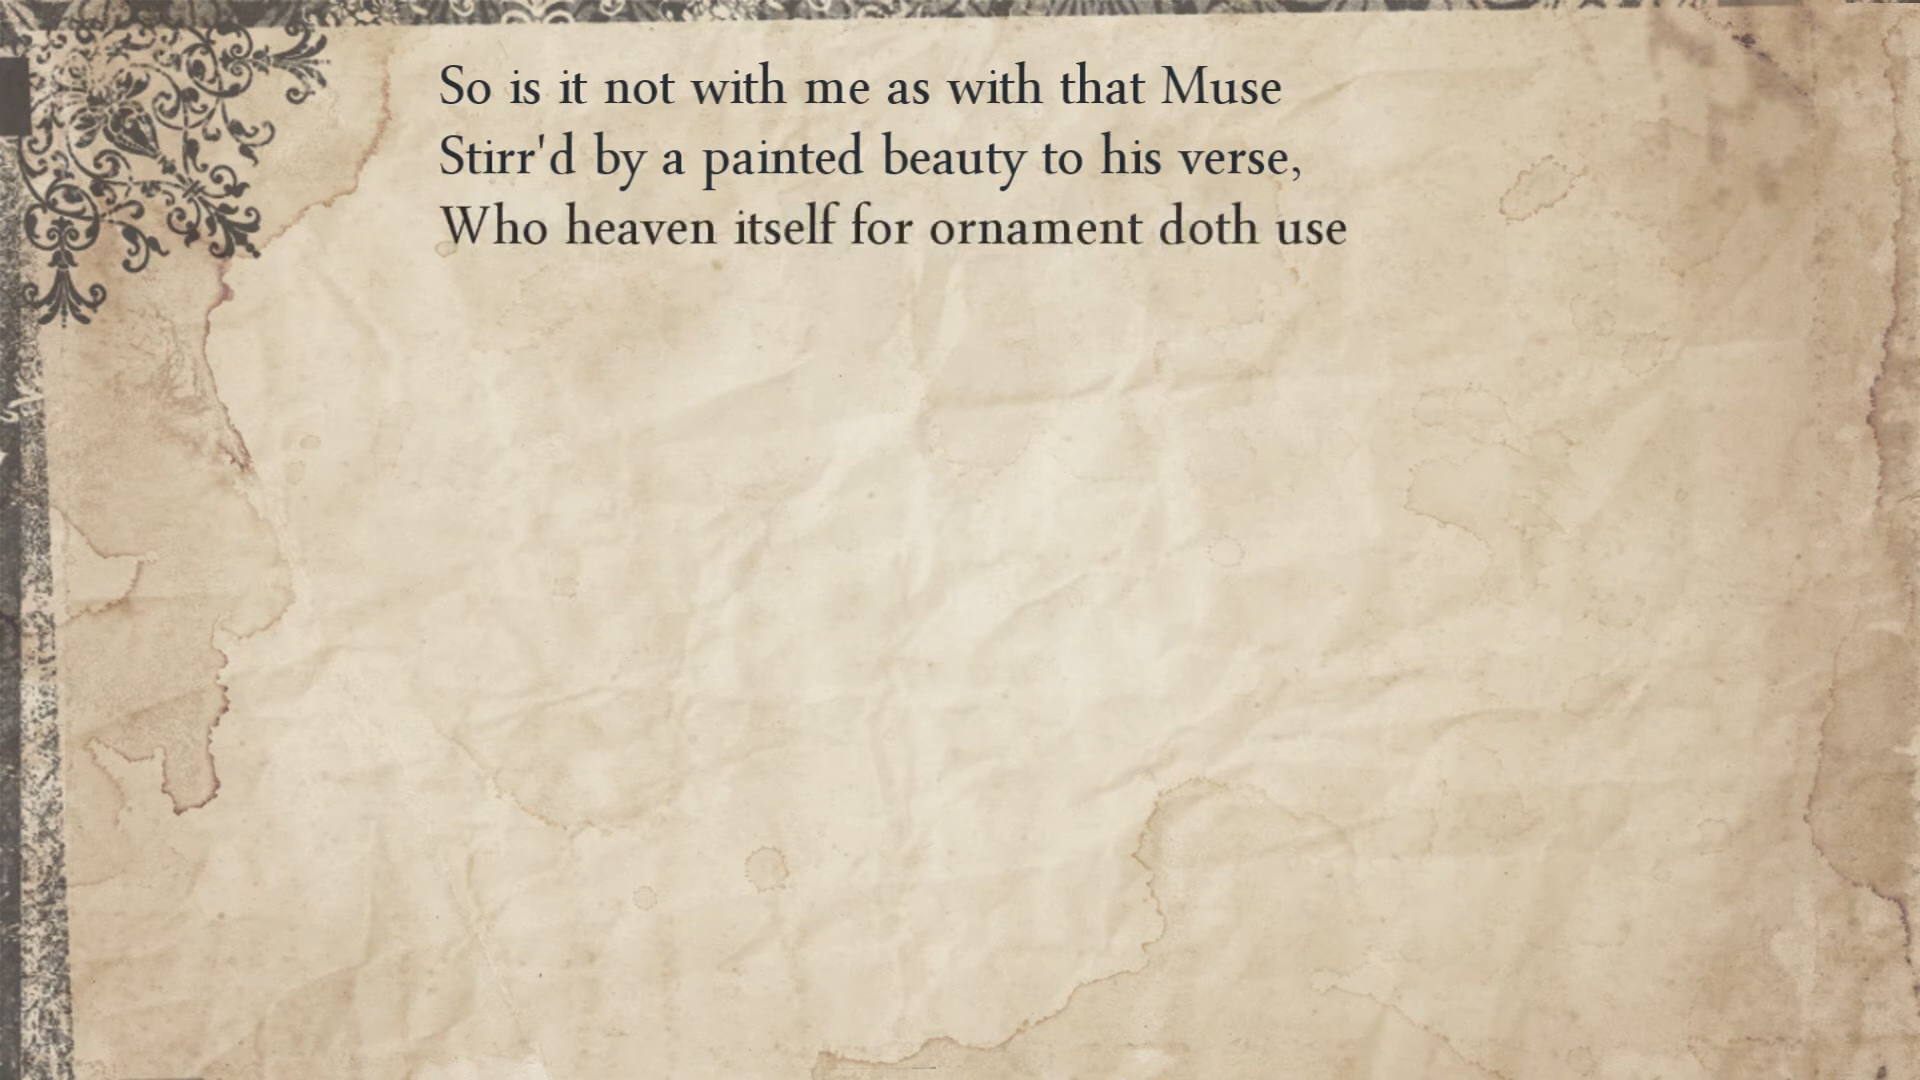 So is it not with me as with that Muse
Stirr'd by a painted beauty to his verse,
Who heaven itself for ornament doth use